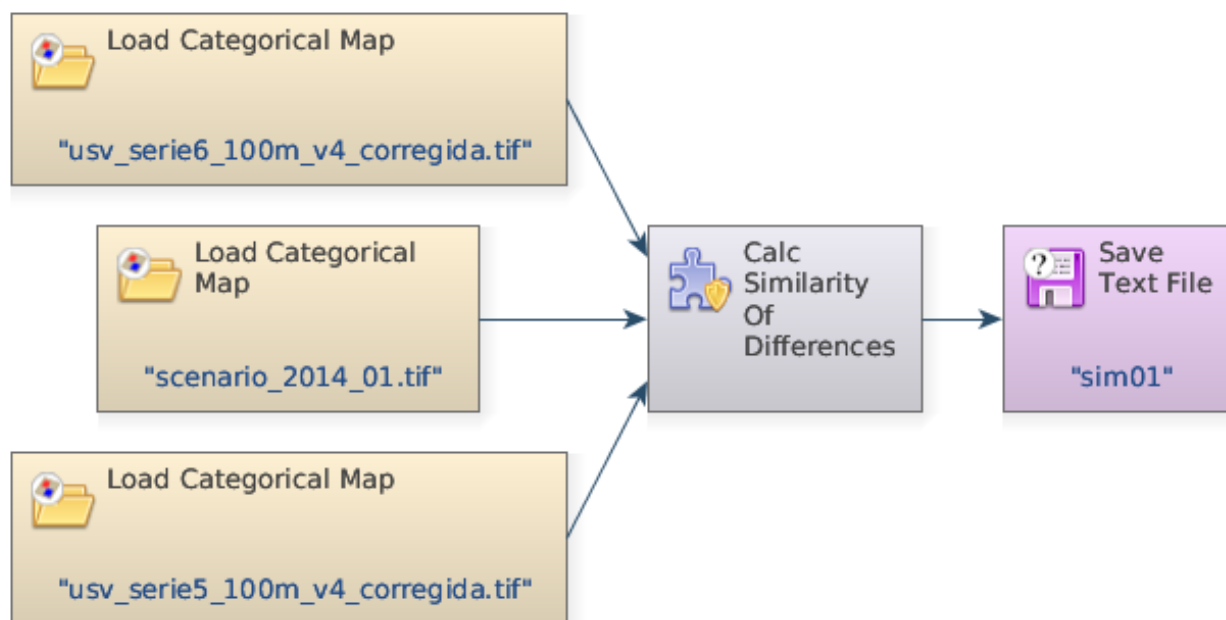 Load Categorical Map
"usv_serie6_100m_v4_corregida.tif"
Load Categorical
Map
"scenario_2014_01.tif"
Load Categorical Map
"usv_serie5_100m_v4_corregida.tif"
Calc
Similarity
Of
Differences
?
Save
Text File
"sim01"